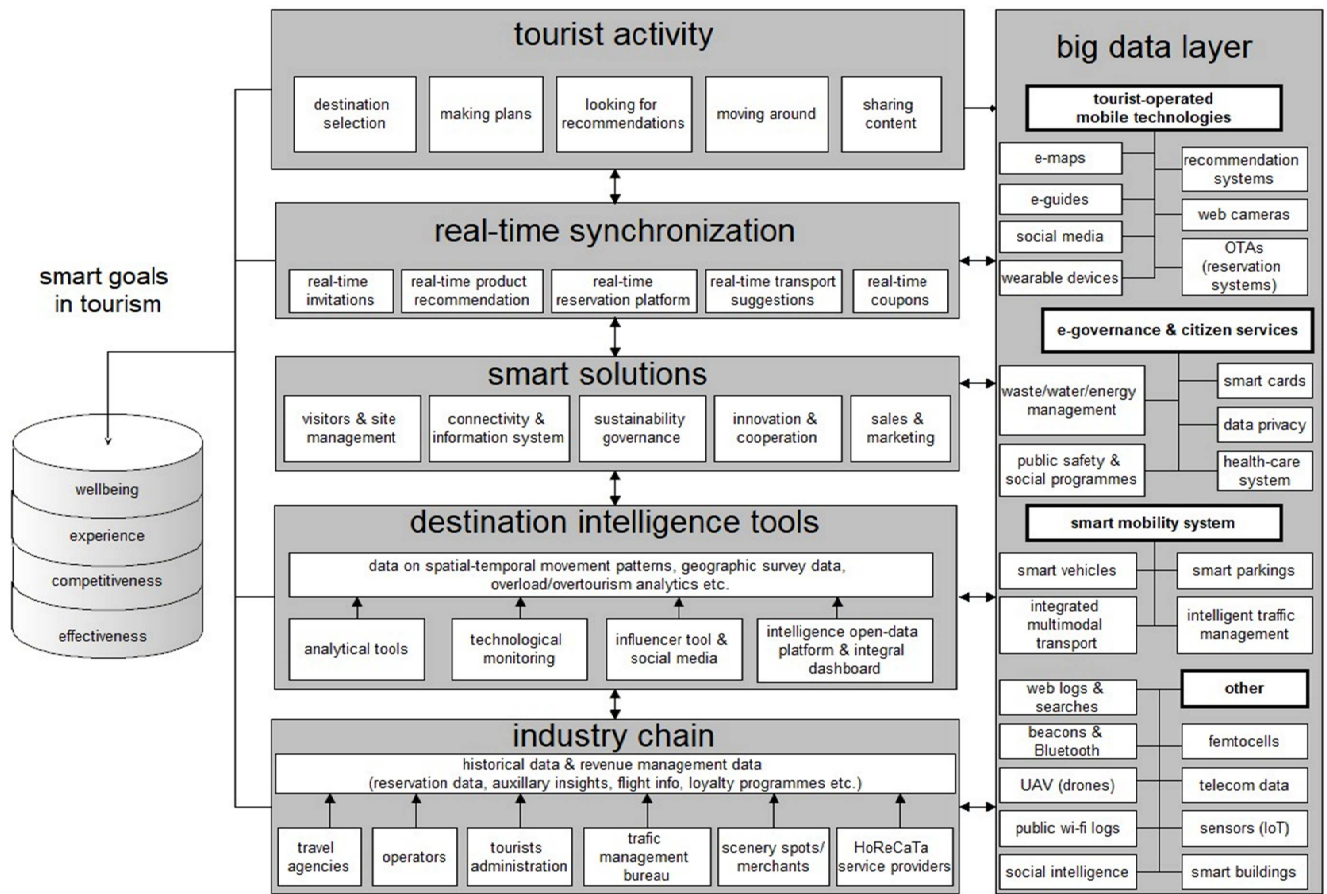 smart goals
in tourism
wellbeing
experience
competitiveness
effectiveness
tourist activity
destination
selection
making plans
looking for
recommendations
moving around
sharing
content
real-time synchronization
real-time
invitations
real-time product
recommendation
real-time
reservation platform
real-time transport
suggestions
real-time
coupons
smart solutions
visitors & site
management
connectivity &
information system
sustainability
governance
innovation &
cooperation
sales &
marketing
destination intelligence tools
data on spatial-temporal movement patterns, geographic survey data,
overload/overtourism analytics etc.
analytical tools
technological
monitoring
influencer tool &
social media
intelligence open-data
platform & integral
dashboard
industry chain
historical data & revenue management data
(reservation data, auxillary insights, flight info, loyalty programmes etc.)
travel
agencies
operators
tourists
administration
trafic
management
bureau
scenery spots/
merchants
HoReCaTa
service providers
big data layer
tourist-operated
mobile technologies
e-maps
e-guides
social media
wearable devices
recommendation
systems
web cameras
OTAs
(reservation
systems)
e-governance & citizen services
waste/water/energy
management
public safety &
social programmes
smart cards
data privacy
health-care
system
smart mobility system
smart vehicles
integrated
multimodal
transport
smart parkings
intelligent traffic
management
other
web logs &
searches
beacons &
Bluetooth
UAV (drones)
public wi-fi logs
social intelligence
femtocells
telecom data
sensors (IoT)
smart buildings